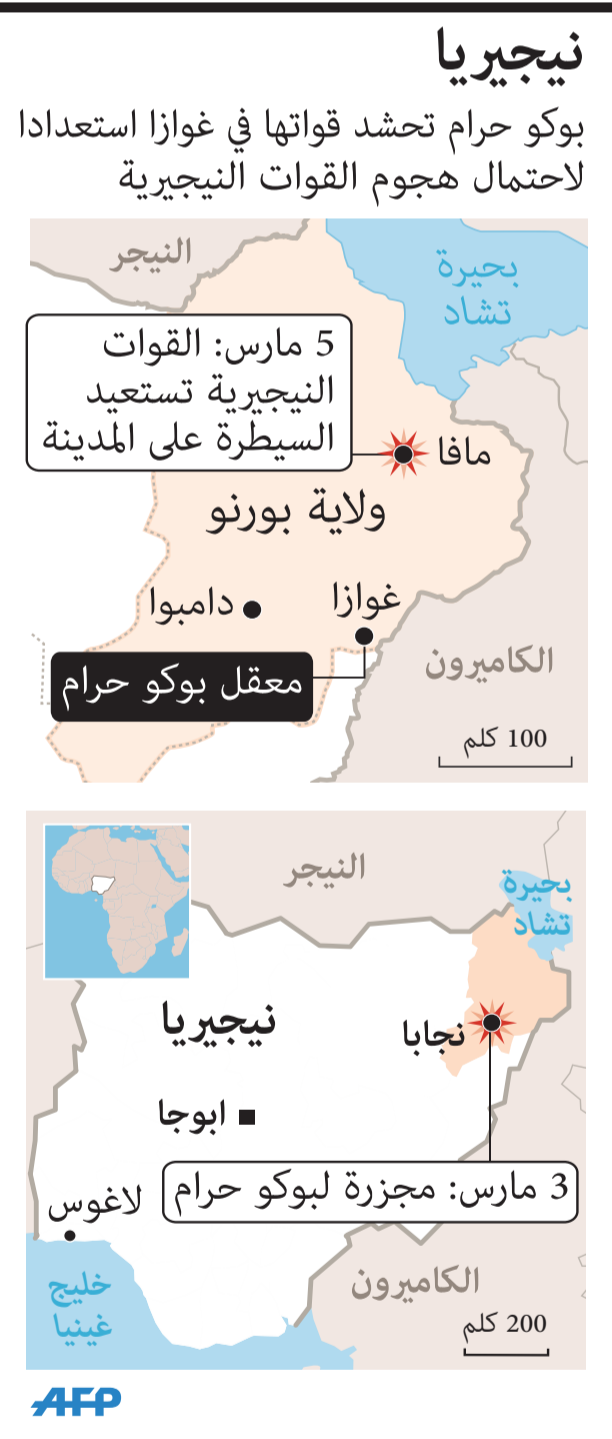 نيجيريا
بوكو حرام تحشد قواتها في غوازا استعدادا
لاحتمال هجوم القوات النيجيرية
النيجر
بحيرة
تشاد
5 مارس: القوات
النيجيرية تستعيد
السيطرة على المدينة
مافا
ولاية بورنو
غوازا
دامبوا
الكاميرون
معقل بوكو حرام
100 كلم
النيجر
بحيرة
تشاد
نيجيريا
نجابا
ابوجا
3 مارس: مجزرة لبوكو حرام
لاغوس
الكاميرون
خليج
غينيا
200 كلم
AFP